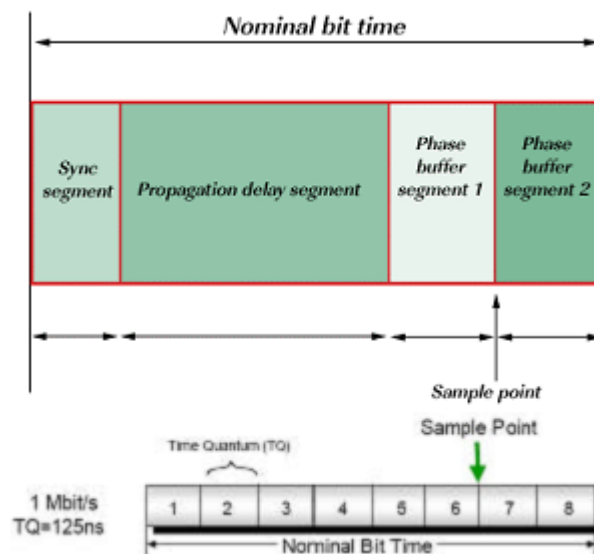 Nominal bit time
Sync
segment
Propagation delay segment
Phase
buffer
segment 1
Phase
buffer
segment 2
Sample point
Sample Point
Time Quantum (TQ)
1 Mbit/s
TQ=125ns
1 2 3 4 5 6 7 8
Nominal Bit Time